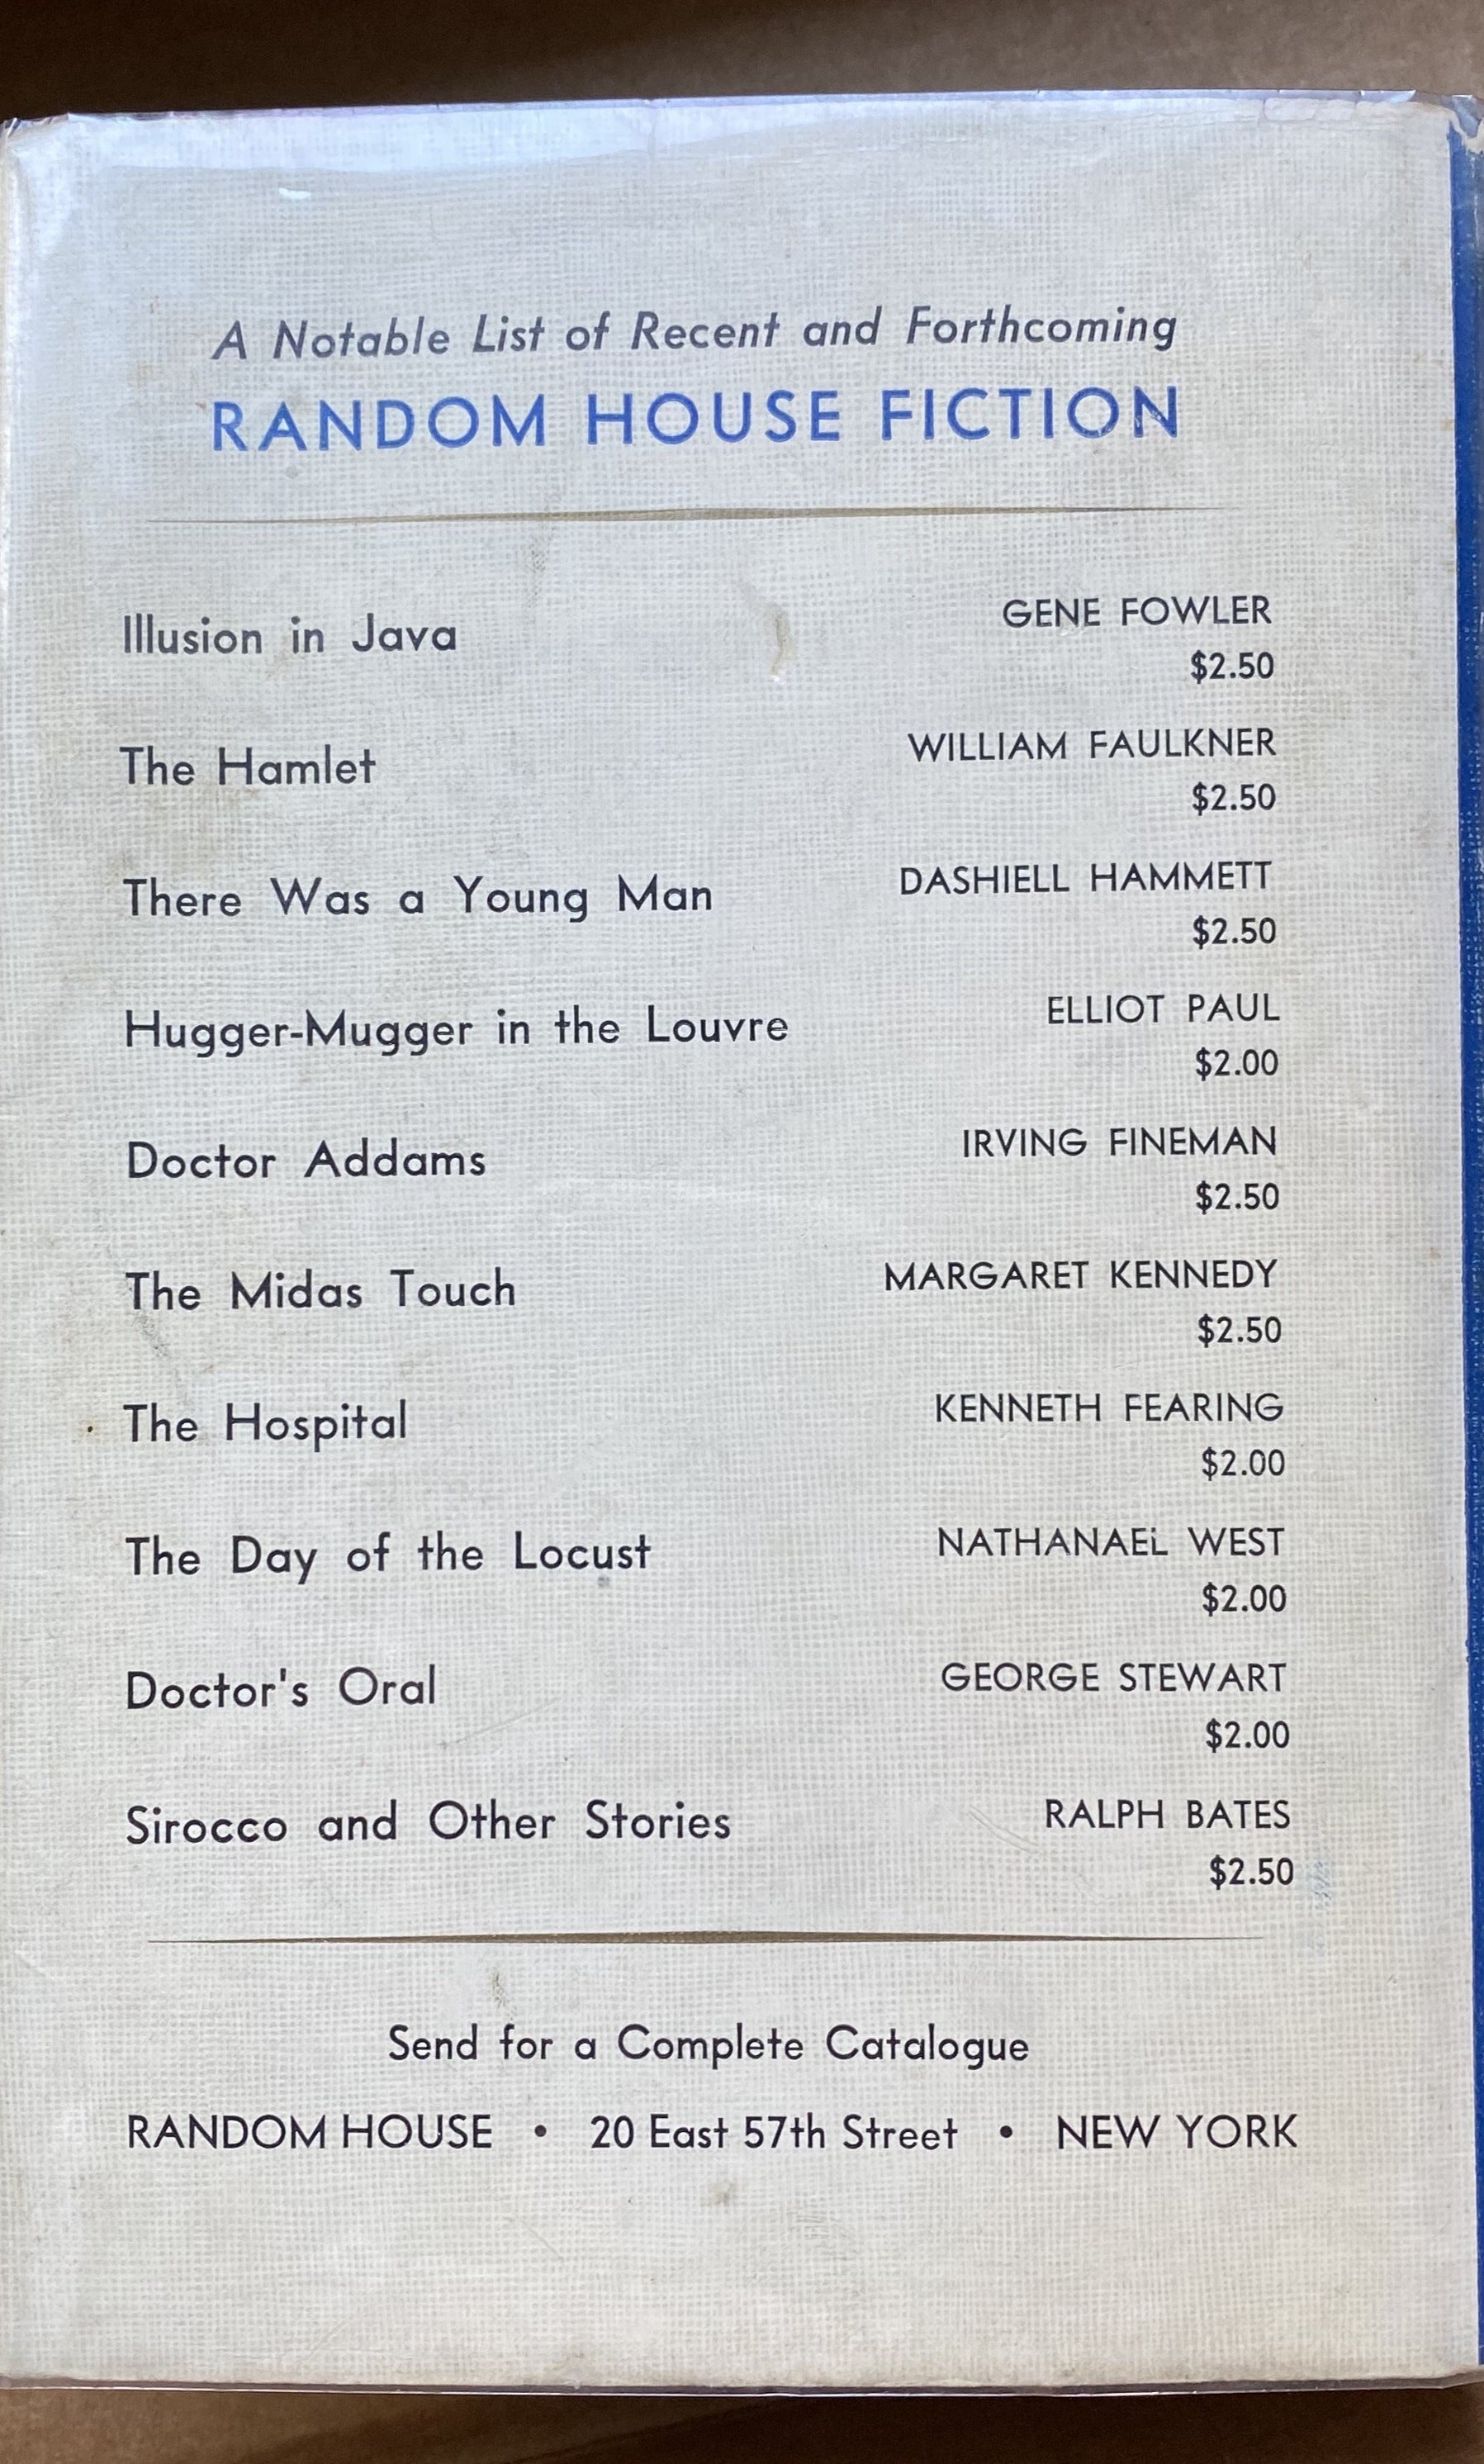 A Notable List of Recent and Forthcoming
RANDOM HOUSE FICTION
Illusion in Java GENE FOWLER
$2.50
The Hamlet WILLIAM FAULKNER
$2.50
There Was a Young Man DASHIELL HAMMETT
$2.50
Hugger-Mugger in the Louvre ELLIOT PAUL
$2.00
Doctor Addams IRVING FINEMAN
$2.50
The Midas Touch MARGARET KENNEDY
$2.50
The Hospital KENNETH FEARING
$2.00
The Day of the Locust NATHANAEL WEST
$2.00
Doctor's Oral GEORGE STEWART
$2.00
Sirocco and Other Stories RALPH BATES
$2.50
Send for a Complete Catalogue
RANDOM HOUSE • 20 East 57th Street • NEW YORK